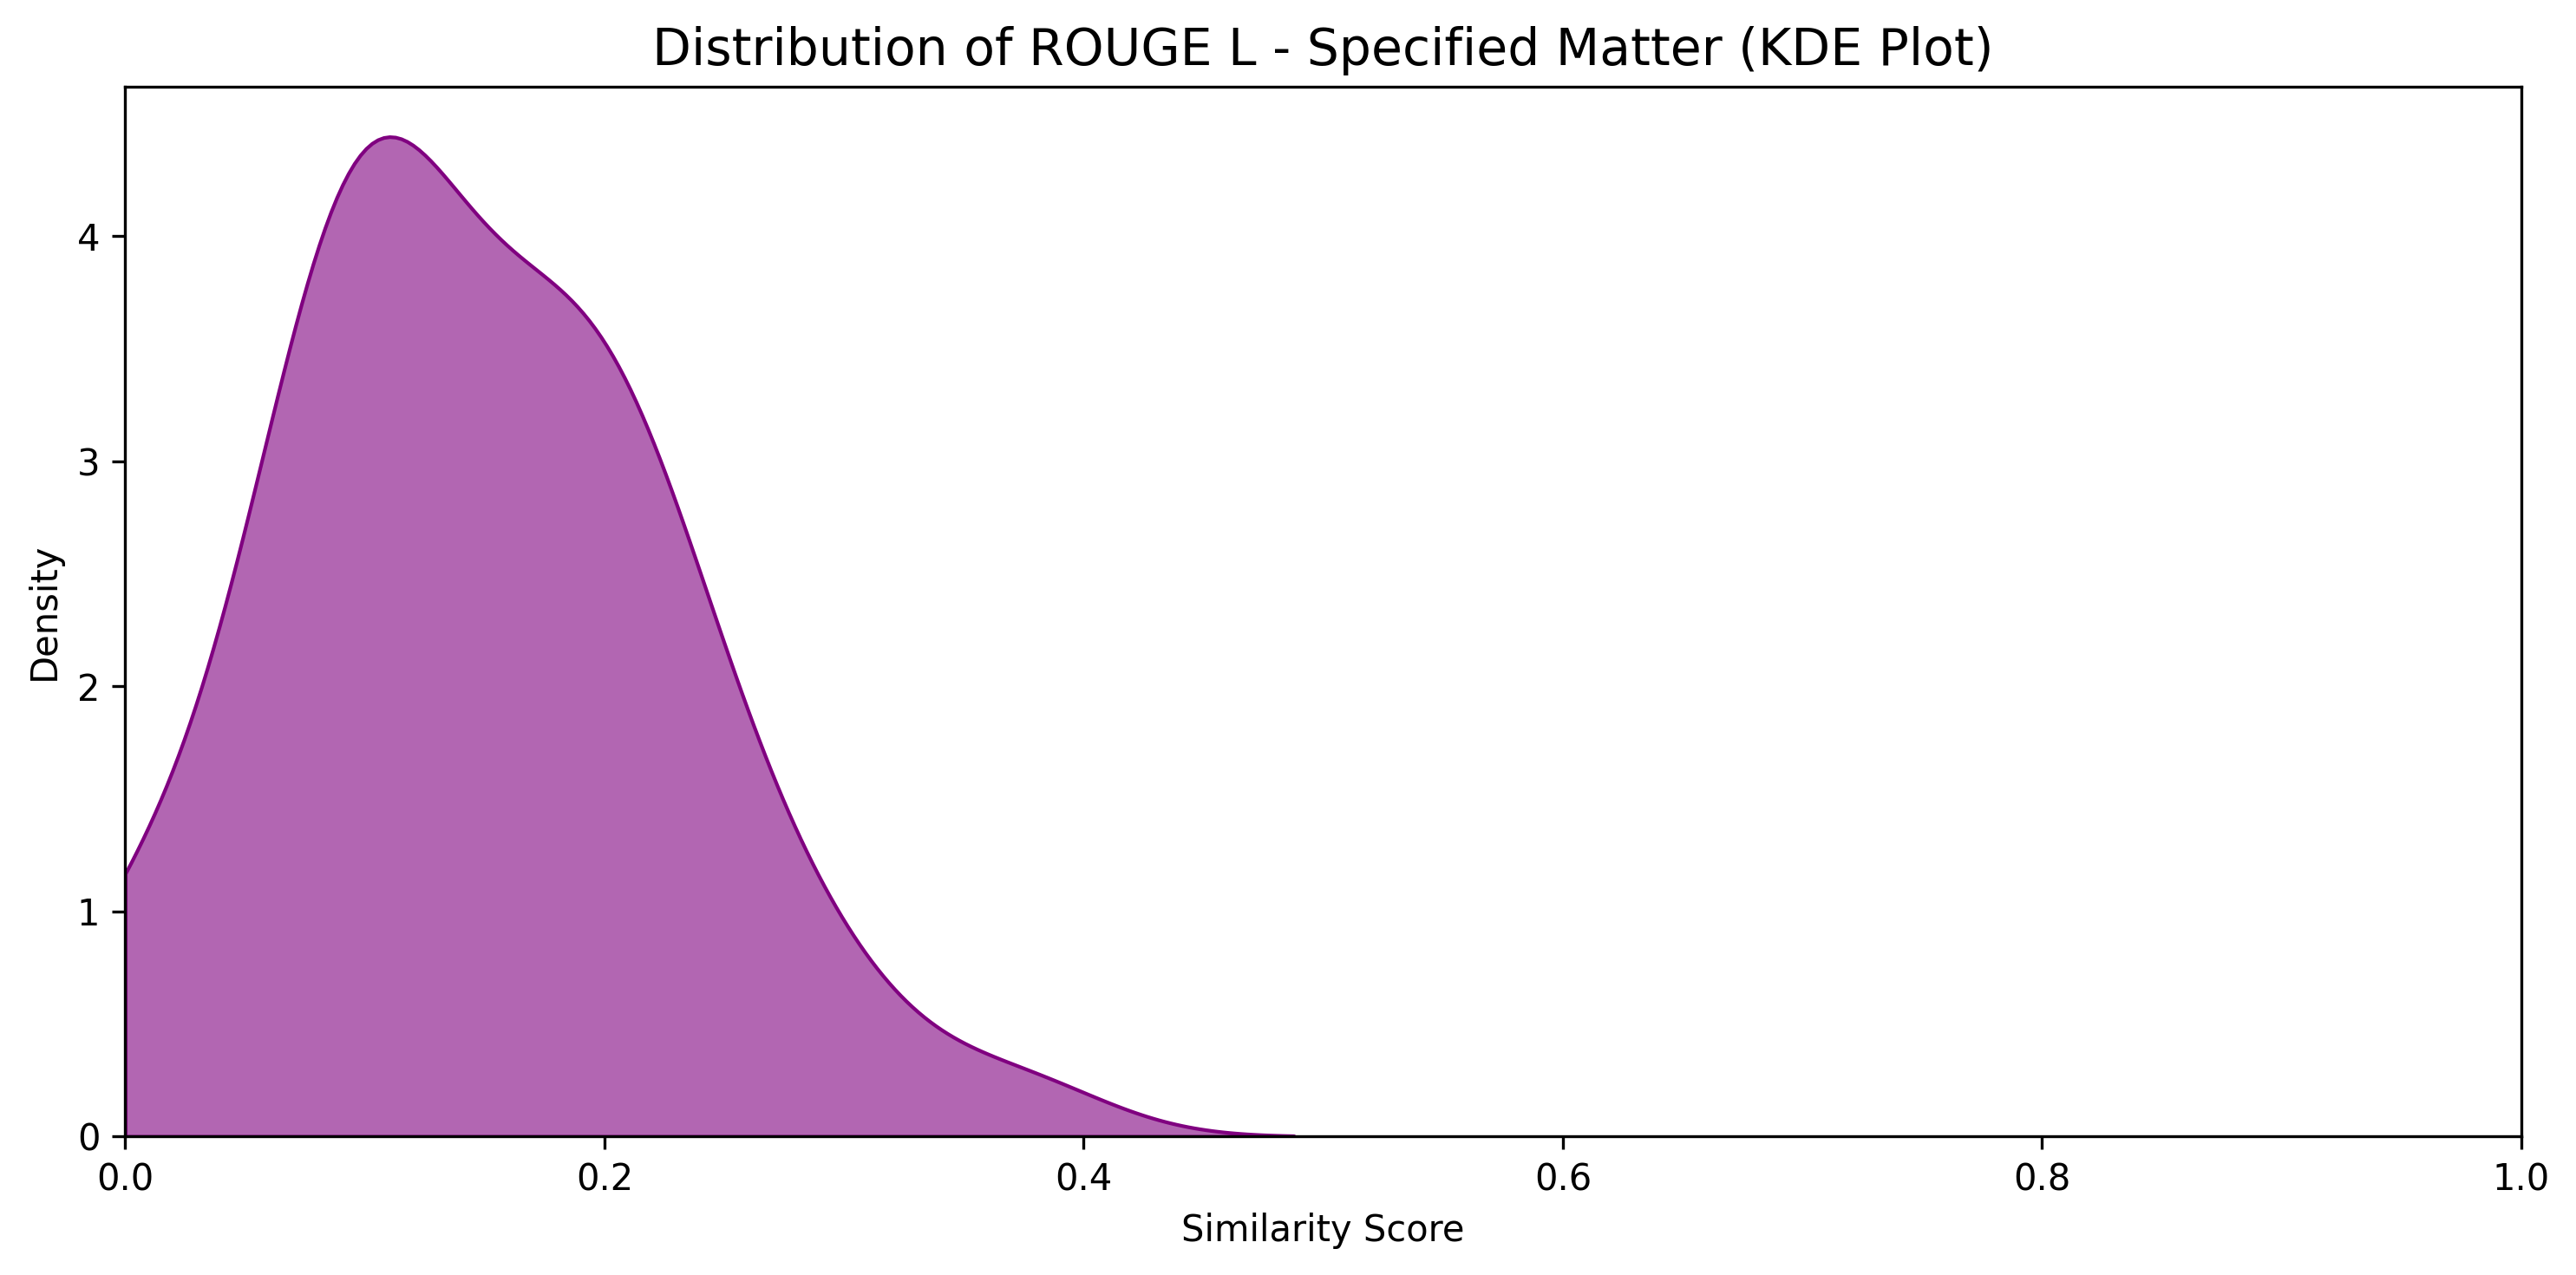 Distribution of ROUGE L - Specified Matter (KDE Plot)
Density
4
3
2
1
0
0.0 0.2 0.4 0.6 0.8 1.0
Similarity Score